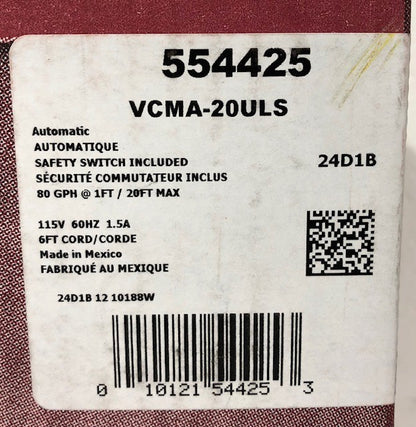 554425
VCMA-20ULS
Automatic
AUTOMATIQUE
SAFETY SWITCH INCLUDED
24D1B
SÉCURITÉ COMMUTATEUR INCLUS
80 GPH @ 1FT / 20FT MAX
115V 60HZ 1.5A
6FT CORD/CORDE
Made in Mexico
FABRIQUÉ AU MEXIQUE
24D1B 12 10188W
0 10121 54425 3